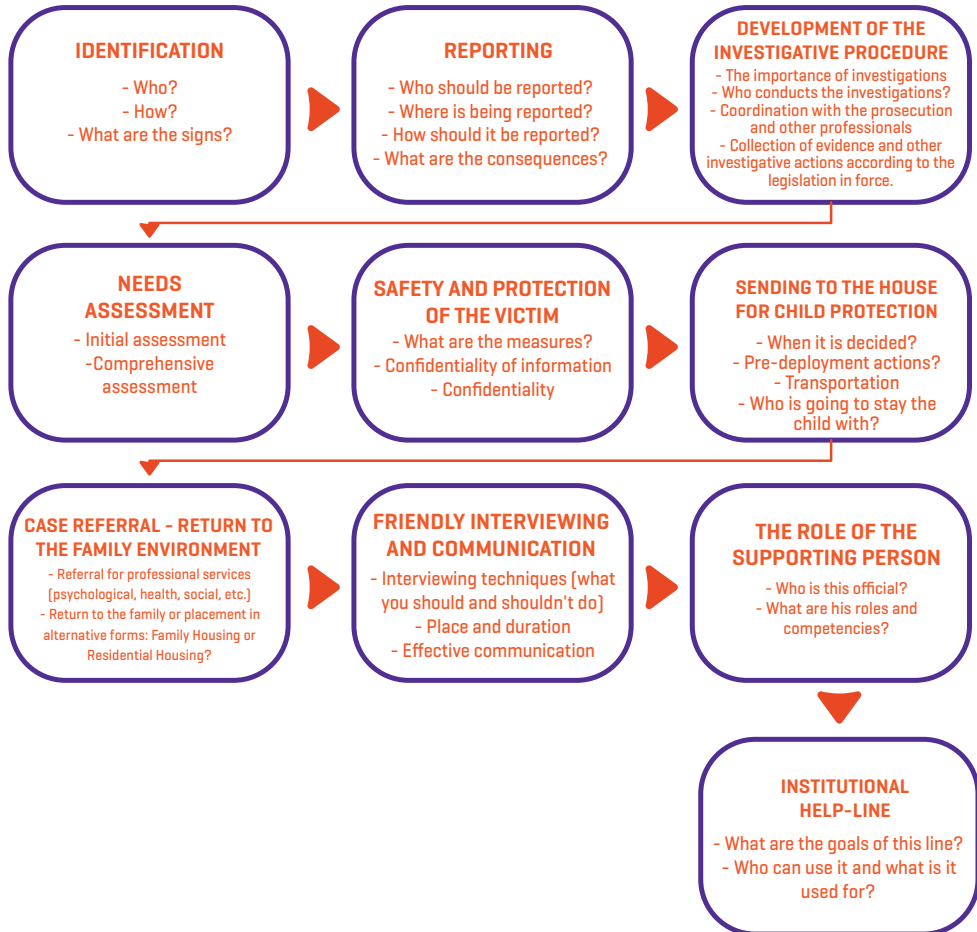 IDENTIFICATION
- Who?
- How?
- What are the signs?
REPORTING
- Who should be reported?
- Where is being reported?
- How should it be reported?
- What are the consequences?
DEVELOPMENT OF THE
INVESTIGATIVE PROCEDURE
- The importance of investigations
- Who conducts the investigations?
- Coordination with the prosecution
and other professionals
- Collection of evidence and other
investigative actions according to the
legislation in force.
NEEDS
ASSESSMENT
- Initial assessment
-Comprehensive
assessment
SAFETY AND PROTECTION
OF THE VICTIM
- What are the measures?
- Confidentiality of information
- Confidentiality
SENDING TO THE HOUSE
FOR CHILD PROTECTION
- When it is decided?
- Pre-deployment actions?
- Transportation
- Who is going to stay the
child with?
CASE REFERRAL - RETURN TO
THE FAMILY ENVIRONMENT
- Referral for professional services
(psychological, health, social, etc.)
- Return to the family or placement in
alternative forms: Family Housing or
Residential Housing?
FRIENDLY INTERVIEWING
AND COMMUNICATION
- Interviewing techniques (what
you should and shouldn't do)
- Place and duration
- Effective communication
THE ROLE OF THE
SUPPORTING PERSON
- Who is this official?
- What are his roles and
competencies?
INSTITUTIONAL
HELP-LINE
- What are the goals of this line?
- Who can use it and what is it
used for?